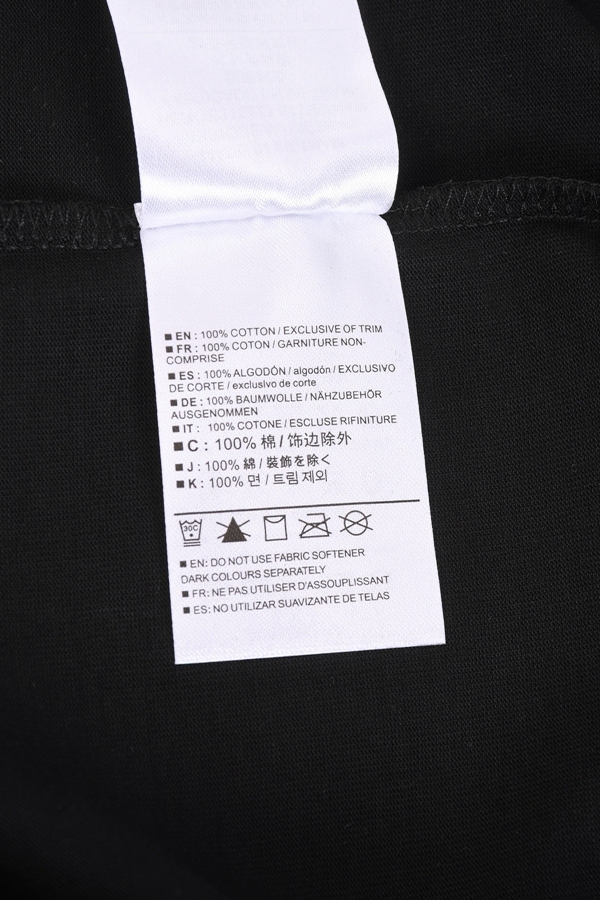 ■ EN : 100% COTTON / EXCLUSIVE OF TRIM
■ FR : 100% COTON / GARNITURE NON-
COMPRISE
■ ES : 100% ALGODÓN / algodón / EXCLUSIVO
DE CORTE / exclusivo de corte
■ DE : 100% BAUMWOLLE / NÄHZUBEHÖR
AUSGENOMMEN
■ IT : 100% COTONE / ESCLUSE RIFINITURE
■ C : 100% 棉 / 饰边除外
■ J : 100% 綿 / 装飾を除く
■ K : 100% 면 / 트림 제외
30C
■ EN: DO NOT USE FABRIC SOFTENER
DARK COLOURS SEPARATELY
■ FR: NE PAS UTILISER D'ASSOUPLISSANT
■ ES: NO UTILIZAR SUAVIZANTE DE TELAS